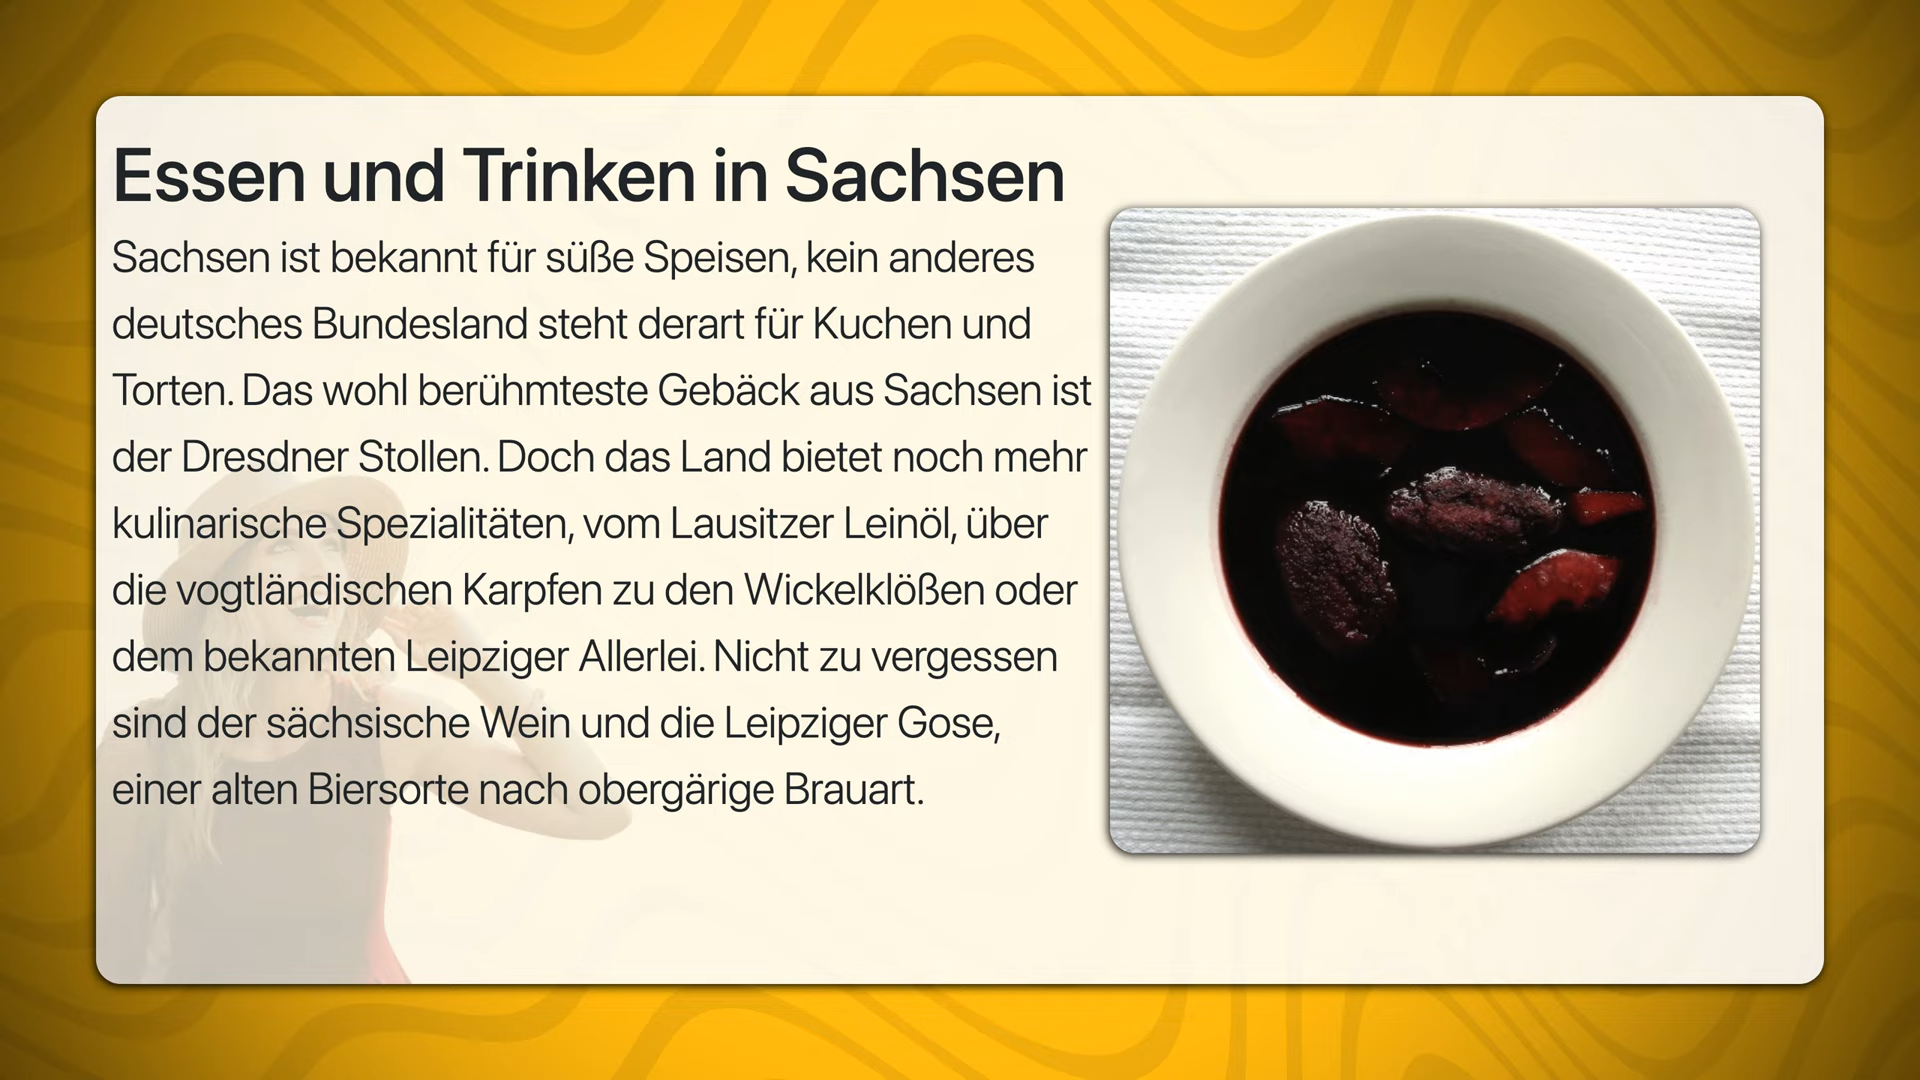 Essen und Trinken in Sachsen
Sachsen ist bekannt für süße Speisen, kein anderes
deutsches Bundesland steht derart für Kuchen und
Torten. Das wohl berühmteste Gebäck aus Sachsen ist
der Dresdner Stollen. Doch das Land bietet noch mehr
kulinarische Spezialitäten, vom Lausitzer Leinöl, über
die vogtländischen Karpfen zu den Wickelklößen oder
dem bekannten Leipziger Allerlei. Nicht zu vergessen
sind der sächsische Wein und die Leipziger Gose,
einer alten Biersorte nach obergärige Brauart.